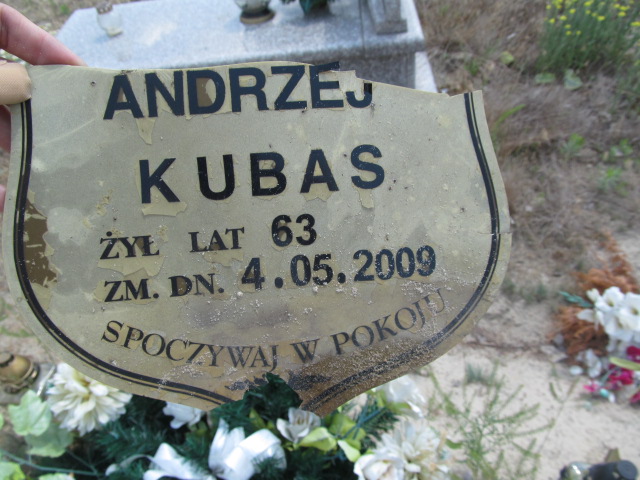 ANDRZEJ
KUBAS
ŻYŁ LAT 63
ZM. DN. 4.05.2009
SPOCZYWAJ W POKOJU